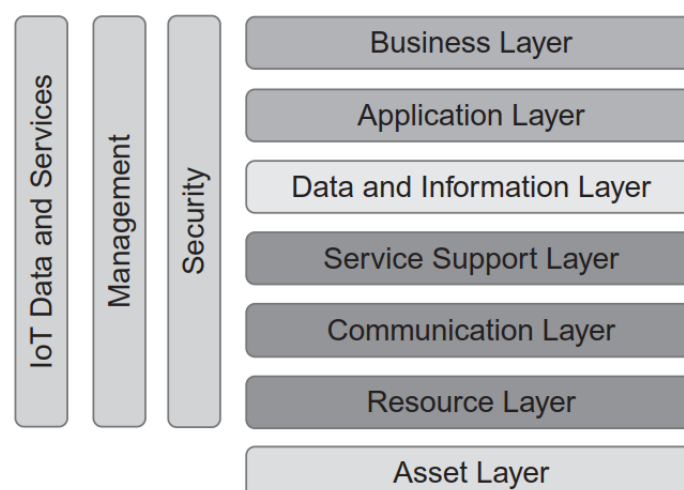 IoT Data and Services
Management
Security
Business Layer
Application Layer
Data and Information Layer
Service Support Layer
Communication Layer
Resource Layer
Asset Layer